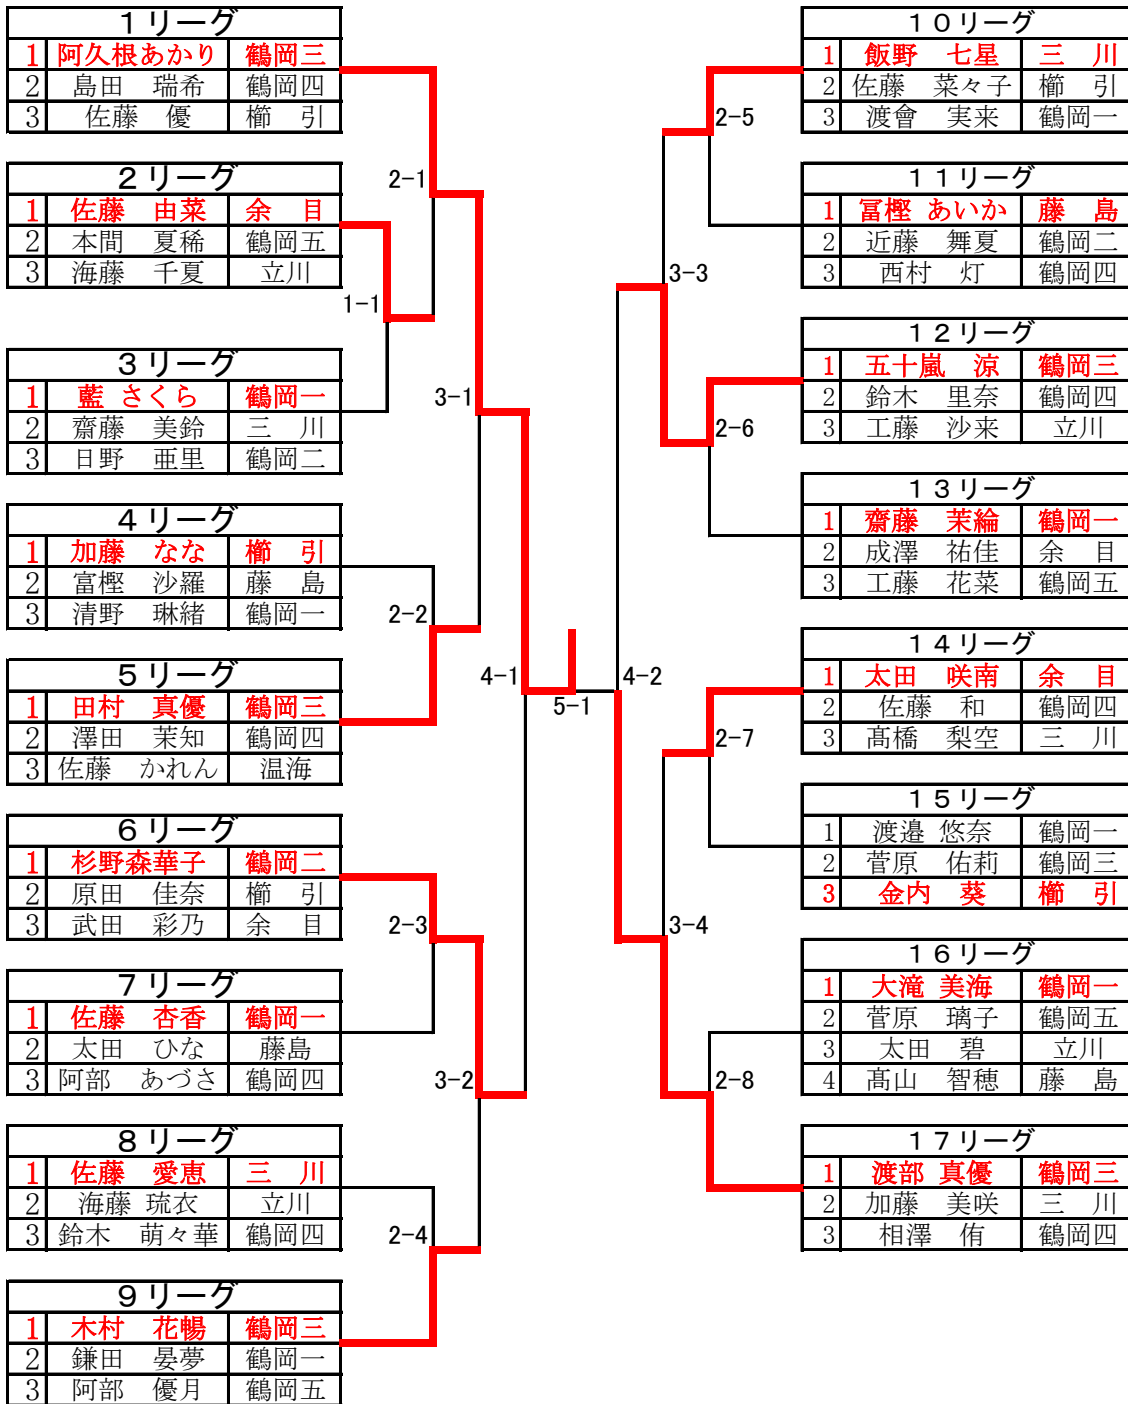 1リーグ
1 阿久根あかり 鶴岡三
2 島田 瑞希 鶴岡四
3 佐藤 優 櫛 引
2リーグ
1 佐藤 由菜 余 目
2 本間 夏稀 鶴岡五
3 海藤 千夏 立川
3リーグ
1 藍 さくら 鶴岡一
2 齋藤 美鈴 三 川
3 日野 亜里 鶴岡二
4リーグ
1 加藤 なな 櫛 引
2 富樫 沙羅 藤 島
3 清野 琳緒 鶴岡一
5リーグ
1 田村 真優 鶴岡三
2 澤田 茉知 鶴岡四
3 佐藤 かれん 温海
6リーグ
1 杉野森華子 鶴岡二
2 原田 佳奈 櫛 引
3 武田 彩乃 余 目
7リーグ
1 佐藤 杏香 鶴岡一
2 太田 ひな 藤島
3 阿部 あづさ 鶴岡四
8リーグ
1 佐藤 愛恵 三 川
2 海藤 琉衣 立川
3 鈴木 萌々華 鶴岡四
9リーグ
1 木村 花暢 鶴岡三
2 鎌田 晏夢 鶴岡一
3 阿部 優月 鶴岡五
2-1
1-1
3-1
2-2
4-1
2-3
3-2
2-4
5-1
4-2
2-5
3-3
2-6
2-7
3-4
2-8
10リーグ
1 飯野 七星 三 川
2 佐藤 菜々子 櫛 引
3 渡會 実来 鶴岡一
11リーグ
1 冨樫 あいか 藤 島
2 近藤 舞夏 鶴岡二
3 西村 灯 鶴岡四
12リーグ
1 五十嵐 涼 鶴岡三
2 鈴木 里奈 鶴岡四
3 工藤 沙来 立川
13リーグ
1 齋藤 茉綸 鶴岡一
2 成澤 祐佳 余 目
3 工藤 花菜 鶴岡五
14リーグ
1 太田 咲南 余 目
2 佐藤 和 鶴岡四
3 髙橋 梨空 三 川
15リーグ
1 渡邉 悠奈 鶴岡一
2 菅原 佑莉 鶴岡三
3 金内 葵 櫛 引
16リーグ
1 大滝 美海 鶴岡一
2 菅原 璃子 鶴岡五
3 太田 碧 立川
4 髙山 智穂 藤 島
17リーグ
1 渡部 真優 鶴岡三
2 加藤 美咲 三 川
3 相澤 侑 鶴岡四